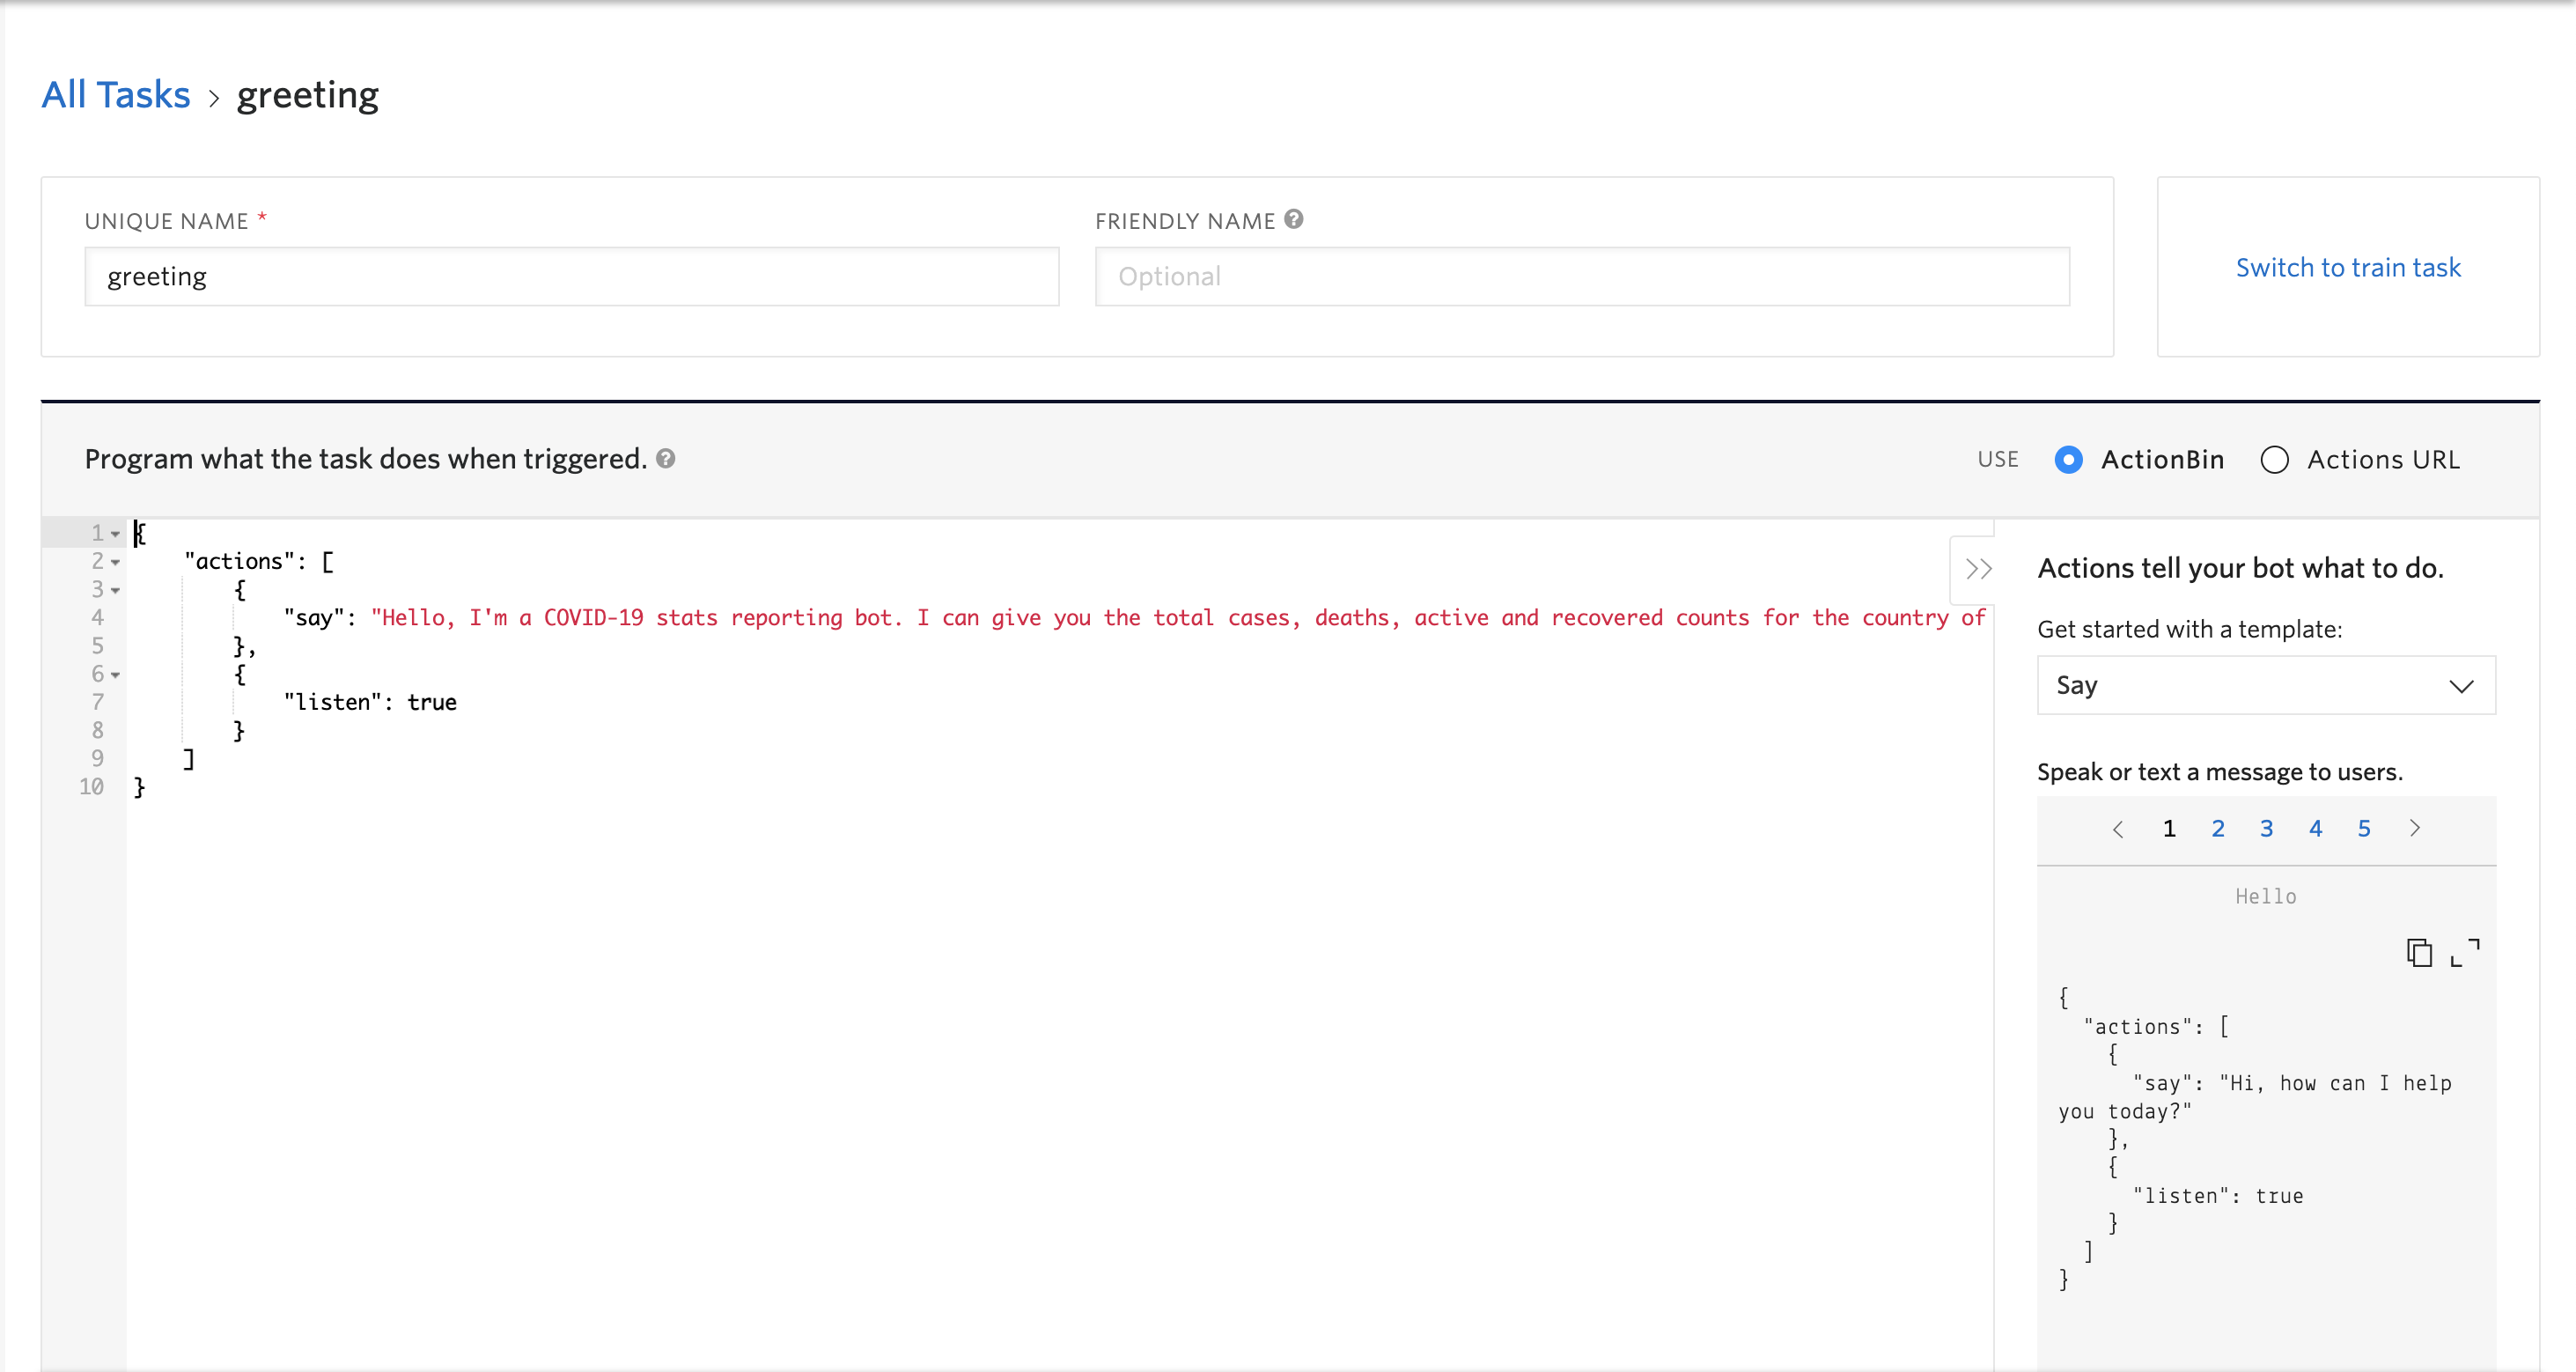 All Tasks > greeting
UNIQUE NAME *
FRIENDLY NAME ?
greeting
Optional
Switch to train task
Program what the task does when triggered. ?
USE ActionBin Actions URL
1 {
2 "actions": [
3 {
4 "say": "Hello, I'm a COVID-19 stats reporting bot. I can give you the total cases, deaths, active and recovered counts for the country of
5 },
6 {
7 "listen": true
8 }
9 ]
10 }
>>
Actions tell your bot what to do.
Get started with a template:
Say
Speak or text a message to users.
< 1 2 3 4 5 >
Hello
{
"actions": [
{
"say": "Hi, how can I help
you today?"
},
{
"listen": true
}
]
}